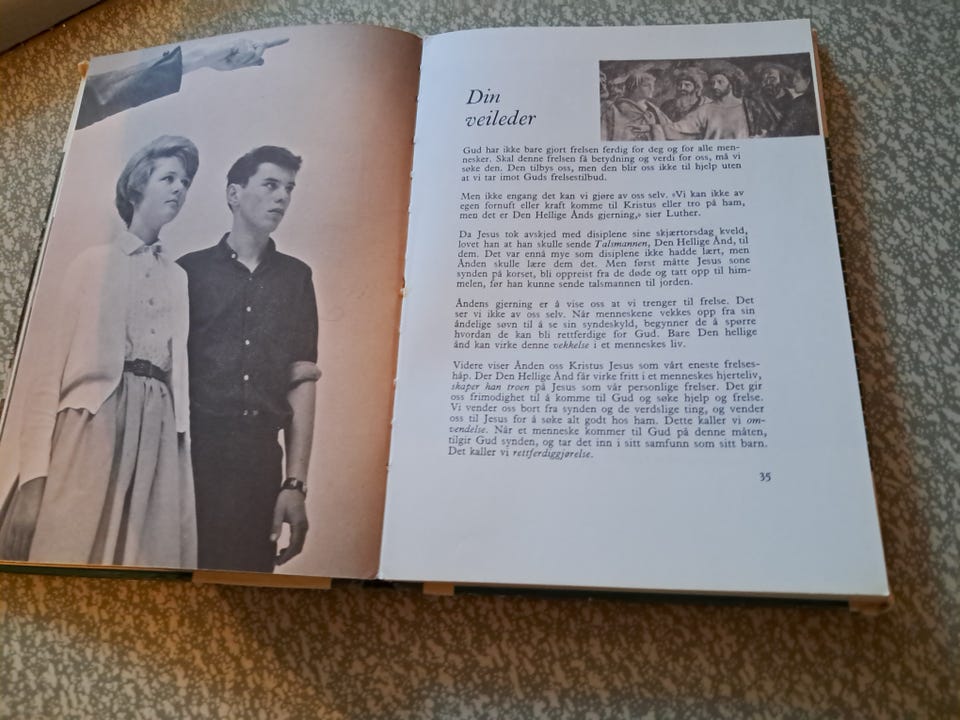 Din
veileder
Gud har ikke bare gjort frelsen ferdig for deg og for alle men-
nesker. Skal denne frelsen få betydning og verdi for oss, må vi
søke den. Den tilbys oss, men den blir oss ikke til hjelp uten
at vi tar imot Guds frelsestilbud.
Men ikke engang det kan vi gjøre av oss selv. «Vi kan ikke av
egen fornuft eller kraft komme til Kristus eller tro på ham,
men det er Den Hellige Ånds gjerning,» sier Luther.
Da Jesus tok avskjed med disiplene sine skjærtorsdag kveld,
lovet han at han skulle sende Talsmannen, Den Hellige Ånd, til
dem. Det var ennå mye som disiplene ikke hadde lært, men
Ånden skulle lære dem det. Men først måtte Jesus sone
synden på korset, bli oppreist fra de døde og tatt opp til him-
melen, før han kunne sende talsmannen til jorden.
Åndens gjerning er å vise oss at vi trenger til frelse. Det
ser vi ikke av oss selv. Når menneskene vekkes opp fra sin
åndelige søvn til å se sin syndeskyld, begynner de å spørre
hvordan de kan bli rettferdige for Gud. Bare Den hellige
ånd kan virke denne vekkelse i et menneskes liv.
Videre viser Ånden oss Kristus Jesus som vårt eneste frelses-
håp. Der Den Hellige Ånd får virke fritt i et menneskes hjerteliv,
skaper han troen på Jesus som vår personlige frelser. Det gir
oss frimodighet til å komme til Gud og søke hjelp og frelse.
Vi vender oss bort fra synden og de verdslige ting, og vender
oss til Jesus for å søke alt godt hos ham. Dette kaller vi om-
vendelse. Når et menneske kommer til Gud på denne måten,
tilgir Gud synden, og tar det inn i sitt samfunn som sitt barn.
Det kaller vi rettferdiggjørelse.
35